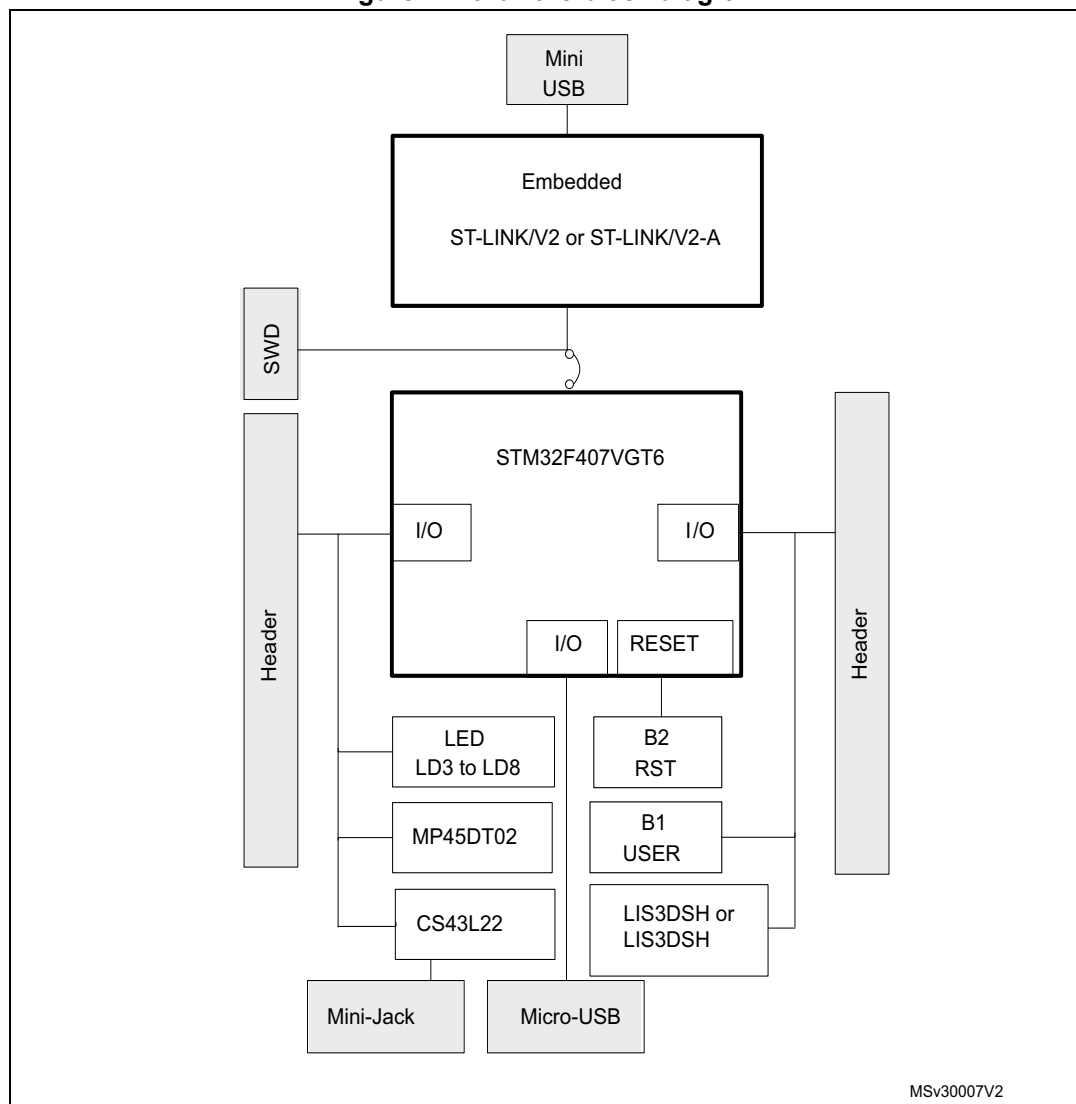 Mini
USB
Embedded
ST-LINK/V2 or ST-LINK/V2-A
SWD
STM32F407VGT6
I/O
I/O
Header
Header
I/O
RESET
LED
LD3 to LD8
B2
RST
MP45DT02
B1
USER
CS43L22
LIS3DSH or
LIS3DSH
Mini-Jack
Micro-USB
MSv30007V2